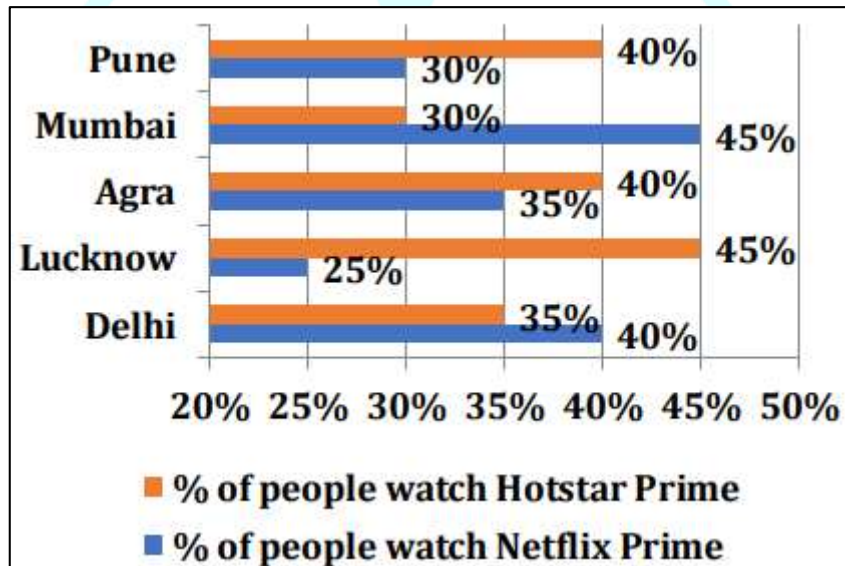 Pune
40%
30%
Mumbai
30%
45%
Agra
40%
35%
Lucknow
45%
25%
Delhi
35%
40%
20% 25% 30% 35% 40% 45% 50%
% of people watch Hotstar Prime
% of people watch Netflix Prime